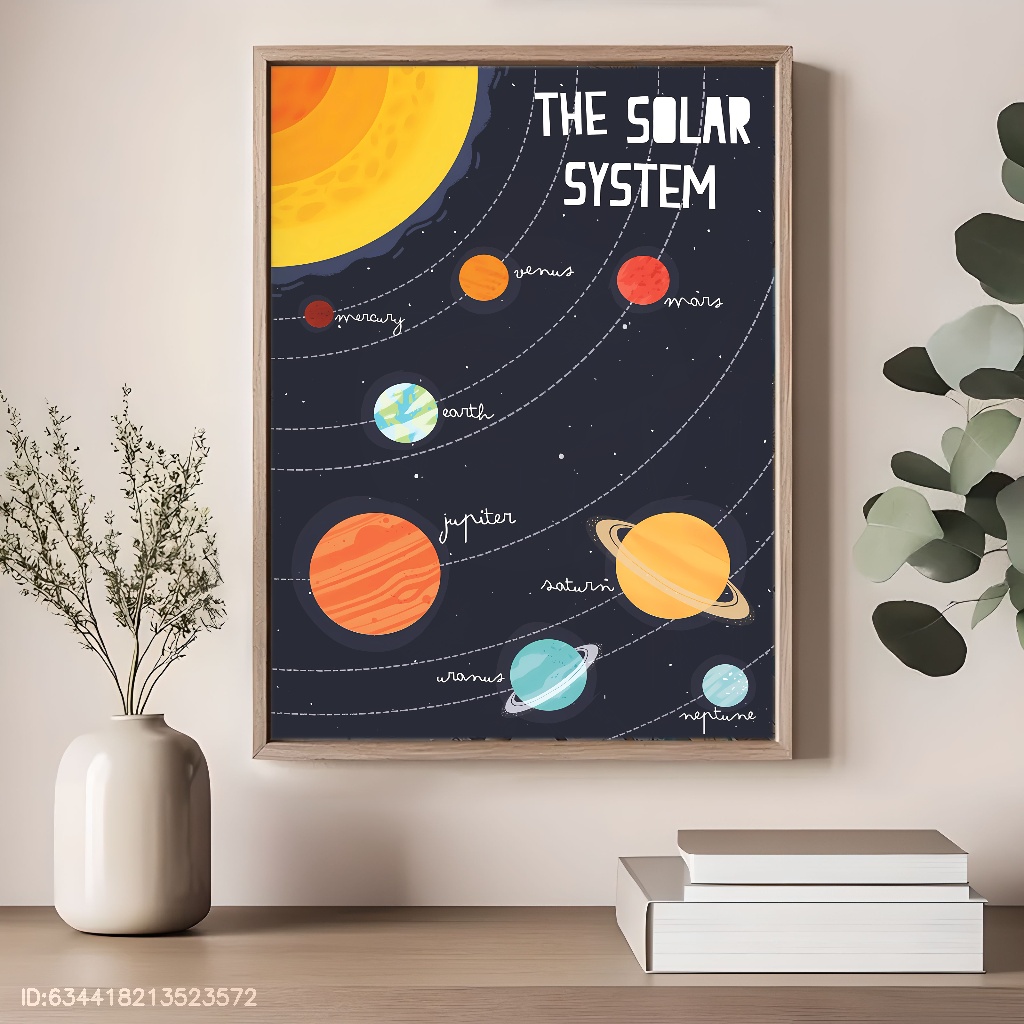 THE SOLAR
SYSTEM
venus
mars
mercury
earth
jupiter
saturn
uranus
neptune
ID:634418213523572